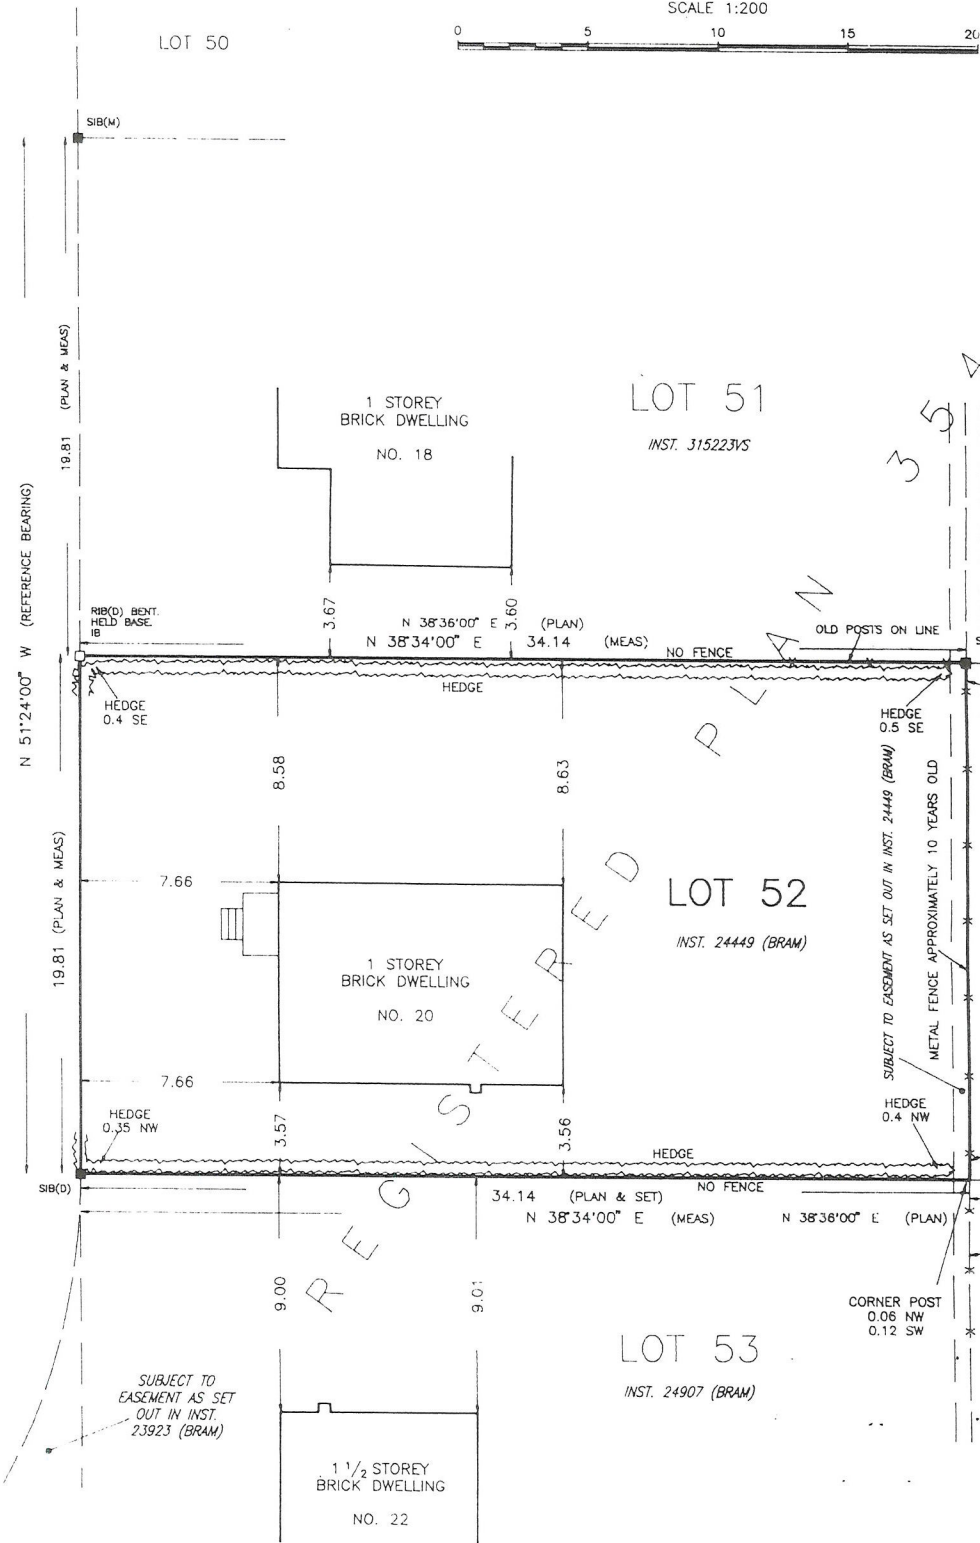 SCALE 1:200
0 5 10 15 20
LOT 50
SIB(M)
19.81 (PLAN & MEAS)
N 51°24'00" W (REFERENCE BEARING)
1 STOREY
BRICK DWELLING
NO. 18
LOT 51
INST. 315223VS
RIB(D) BENT.
HELD BASE.
IB
3.67
3.60
N 38°36'00" E (PLAN)
N 38°34'00" E 34.14 (MEAS)
NO FENCE
OLD POSTS ON LINE
HEDGE
HEDGE
0.4 SE
HEDGE
0.5 SE
8.58
8.63
19.81 (PLAN & MEAS)
7.66
7.66
1 STOREY
BRICK DWELLING
NO. 20
LOT 52
INST. 24449 (BRAM)
SUBJECT TO EASEMENT AS SET OUT IN INST. 24449 (BRAM)
METAL FENCE APPROXIMATELY 10 YEARS OLD
REGISTERED PLAN 354
HEDGE
0.35 NW
3.57
3.56
HEDGE
HEDGE
0.4 NW
SIB(D)
34.14 (PLAN & SET)
NO FENCE
N 38°34'00" E (MEAS)
N 38°36'00" E (PLAN)
9.00
9.01
CORNER POST
0.06 NW
0.12 SW
LOT 53
INST. 24907 (BRAM)
SUBJECT TO
EASEMENT AS SET
OUT IN INST.
23923 (BRAM)
1 1/2 STOREY
BRICK DWELLING
NO. 22